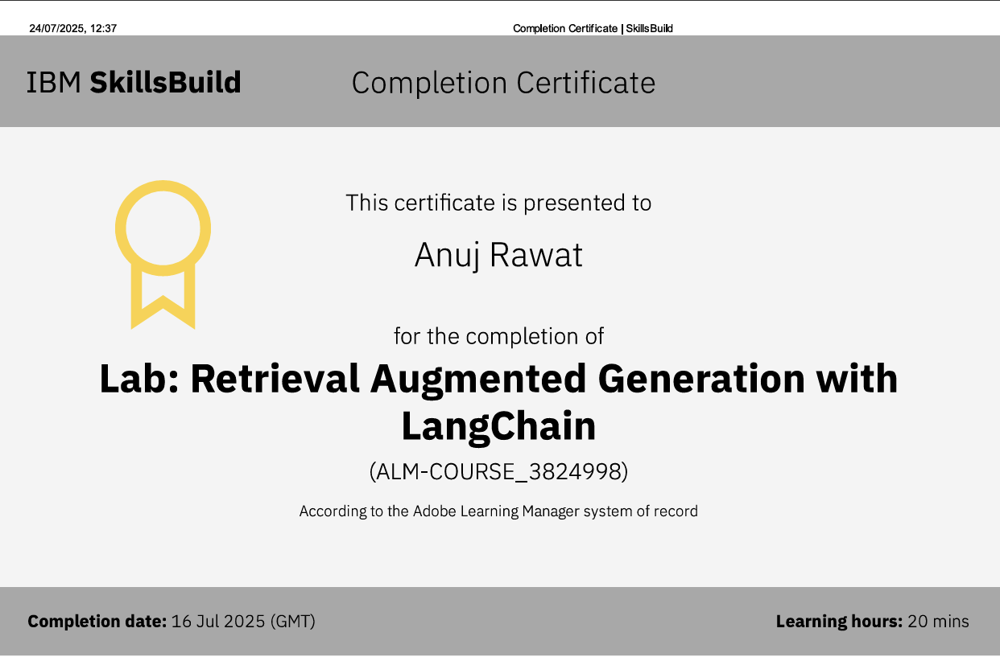 24/07/2025, 12:37
Completion Certificate | SkillsBuild
IBM SkillsBuild
Completion Certificate
This certificate is presented to
Anuj Rawat
for the completion of
Lab: Retrieval Augmented Generation with
LangChain
(ALM-COURSE_3824998)
According to the Adobe Learning Manager system of record
Completion date: 16 Jul 2025 (GMT)
Learning hours: 20 mins